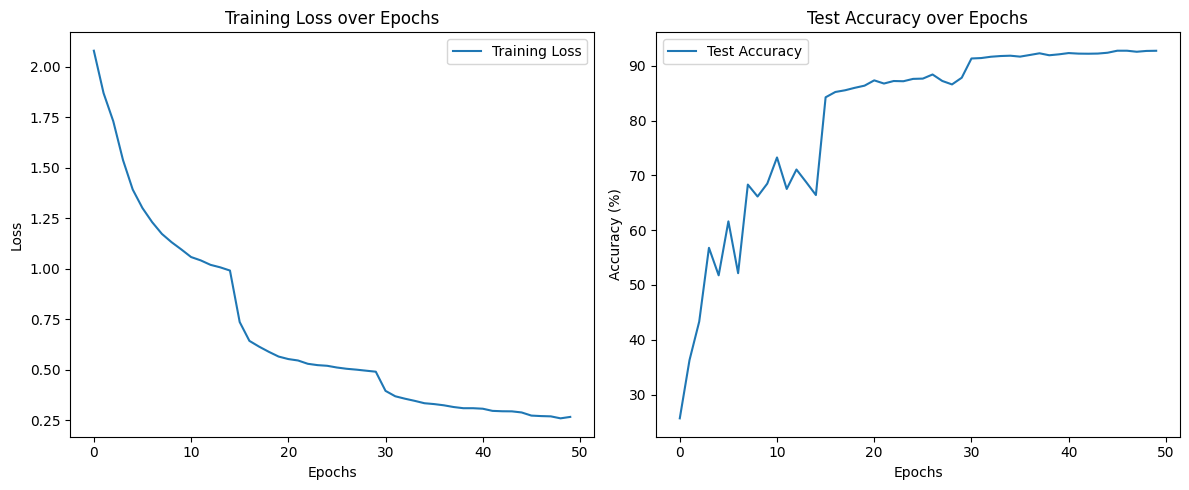 Training Loss over Epochs
Training Loss
2.00
1.75
1.50
1.25
1.00
0.75
0.50
0.25
Loss
0 10 20 30 40 50
Epochs
Test Accuracy over Epochs
Test Accuracy
90
80
70
60
50
40
30
Accuracy (%)
0 10 20 30 40 50
Epochs